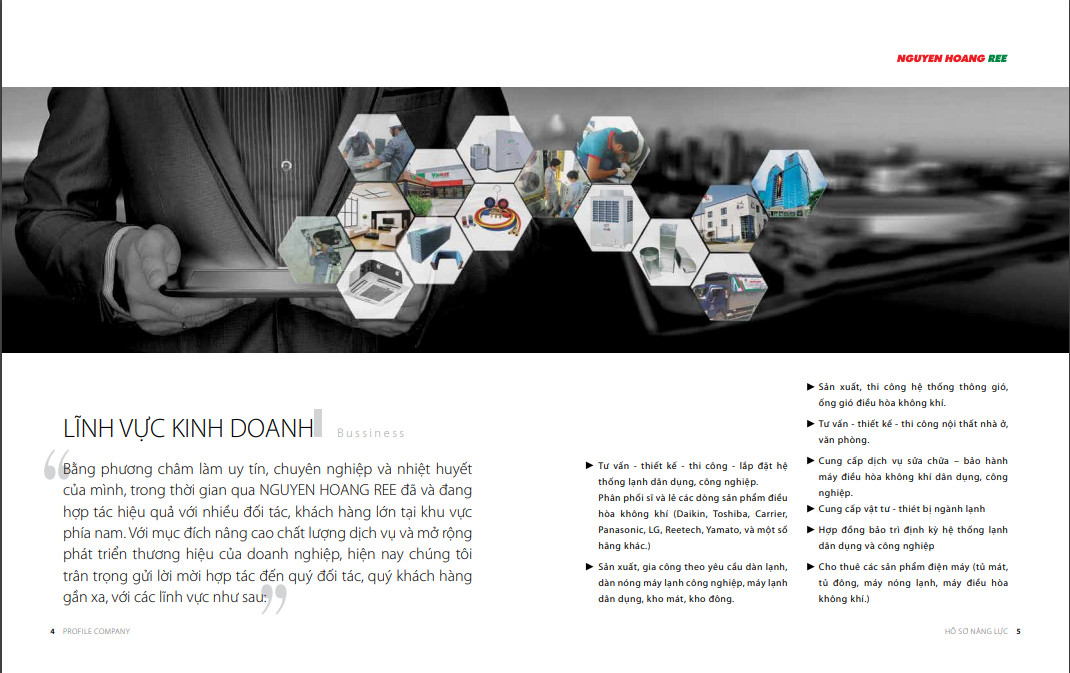 NGUYEN HOANG REE
LĨNH VỰC KINH DOANH
Bussiness
Bằng phương châm làm uy tín, chuyên nghiệp và nhiệt huyết
của mình, trong thời gian qua NGUYEN HOANG REE đã và đang
hợp tác hiệu quả với nhiều đối tác, khách hàng lớn tại khu vực
phía nam. Với mục đích nâng cao chất lượng dịch vụ và mở rộng
phát triển thương hiệu của doanh nghiệp, hiện nay chúng tôi
trân trọng gửi lời mời hợp tác đến quý đối tác, quý khách hàng
gần xa, với các lĩnh vực như sau:
Tư vấn - thiết kế - thi công - lắp đặt hệ
thống lạnh dân dụng, công nghiệp.
Phân phối sỉ và lẻ các dòng sản phẩm điều
hòa không khí (Daikin, Toshiba, Carrier,
Panasonic, LG, Reetech, Yamato, và một số
hãng khác.)
Sản xuất, gia công theo yêu cầu dàn lạnh,
dàn nóng máy lạnh công nghiệp, máy lạnh
dân dụng, kho mát, kho đông.
Sản xuất, thi công hệ thống thông gió,
ống gió điều hòa không khí.
Tư vấn - thiết kế - thi công nội thất nhà ở,
văn phòng.
Cung cấp dịch vụ sửa chữa – bảo hành
máy điều hòa không khí dân dụng, công
nghiệp.
Cung cấp vật tư - thiêt bị ngành lạnh
Hợp đồng bảo trì định kỳ hệ thống lạnh
dân dụng và công nghiệp
Cho thuê các sản phẩm điện máy (tủ mát,
tủ đông, máy nóng lạnh, máy điều hòa
không khí.)
4 PROFILE COMPANY
HỒ SƠ NĂNG LỰC 5